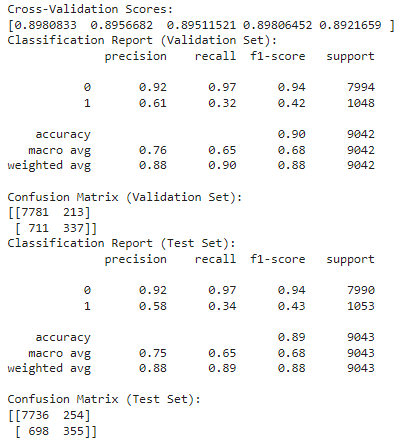 Cross-Validation Scores:
[0.8980833  0.8956682  0.89511521 0.89806452 0.8921659 ]
Classification Report (Validation Set):
              precision    recall  f1-score   support

           0       0.92      0.97      0.94      7994
           1       0.61      0.32      0.42      1048

    accuracy                           0.90      9042
   macro avg       0.76      0.65      0.68      9042
weighted avg       0.88      0.90      0.88      9042

Confusion Matrix (Validation Set):
[[7781  213]
 [ 711  337]]
Classification Report (Test Set):
              precision    recall  f1-score   support

           0       0.92      0.97      0.94      7990
           1       0.58      0.34      0.43      1053

    accuracy                           0.89      9043
   macro avg       0.75      0.65      0.68      9043
weighted avg       0.88      0.89      0.88      9043

Confusion Matrix (Test Set):
[[7736  254]
 [ 698  355]]